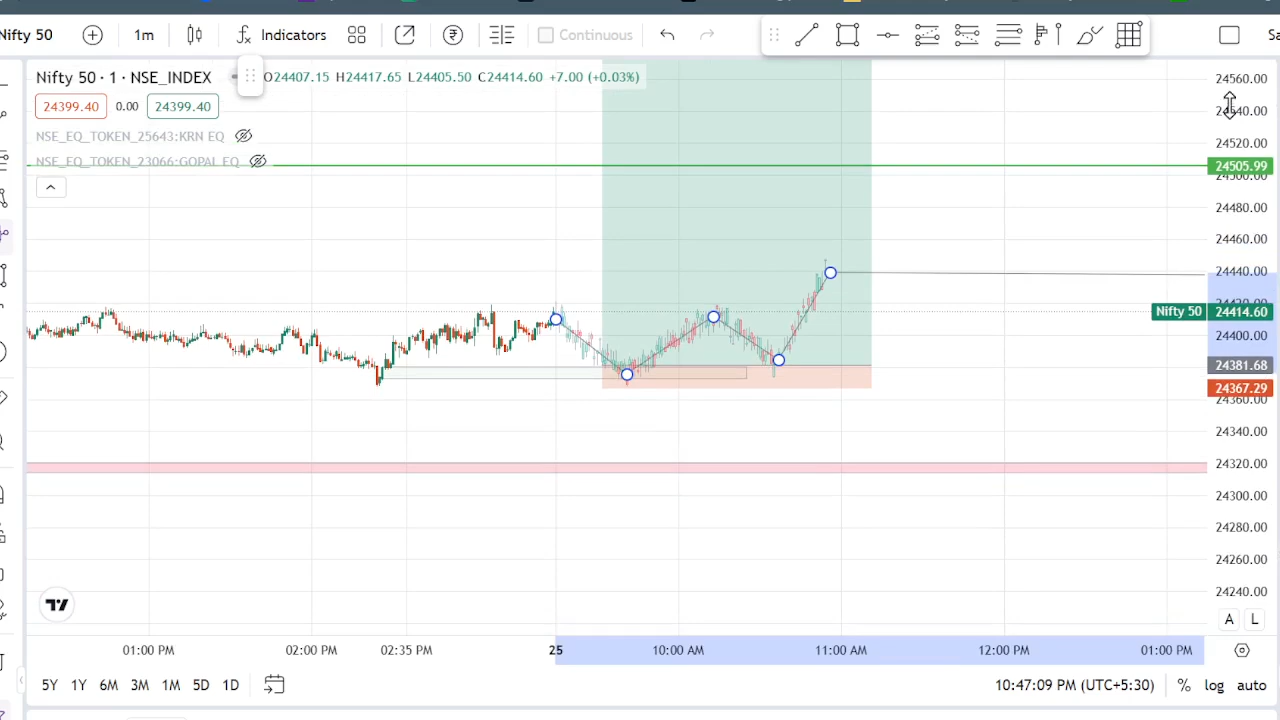 Nifty 50 1m Indicators Continuous
Nifty 50 · 1 · NSE_INDEX O24407.15 H24417.65 L24405.50 C24414.60 +7.00 (+0.03%)
24399.40 0.00 24399.40
NSE_EQ_TOKEN_25643:KRN EQ
NSE_EQ_TOKEN_23066:GOPAL EQ
24560.00
24540.00
24520.00
24505.99
24500.00
24480.00
24460.00
24440.00
24420.00
Nifty 50 24414.60
24400.00
24381.68
24367.29
24360.00
24340.00
24320.00
24300.00
24280.00
24260.00
24240.00
A L
01:00 PM 02:00 PM 02:35 PM 25 10:00 AM 11:00 AM 12:00 PM 01:00 PM
5Y 1Y 6M 3M 1M 5D 1D 10:47:09 PM (UTC+5:30) % log auto